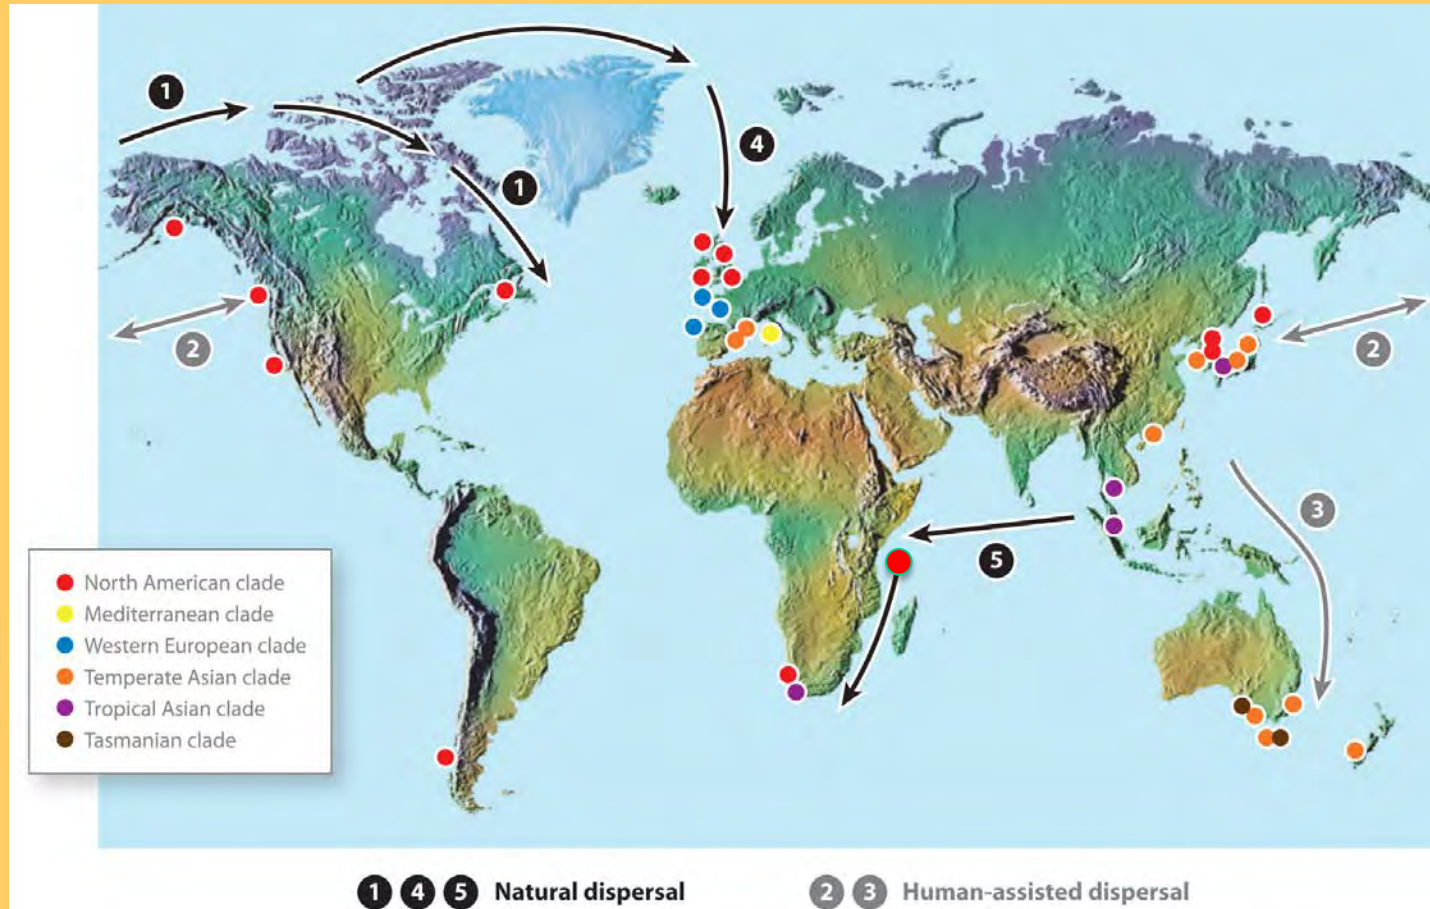 1
4
1
2
2
3
5
North American clade
Mediterranean clade
Western European clade
Temperate Asian clade
Tropical Asian clade
Tasmanian clade
1 4 5 Natural dispersal
2 3 Human-assisted dispersal